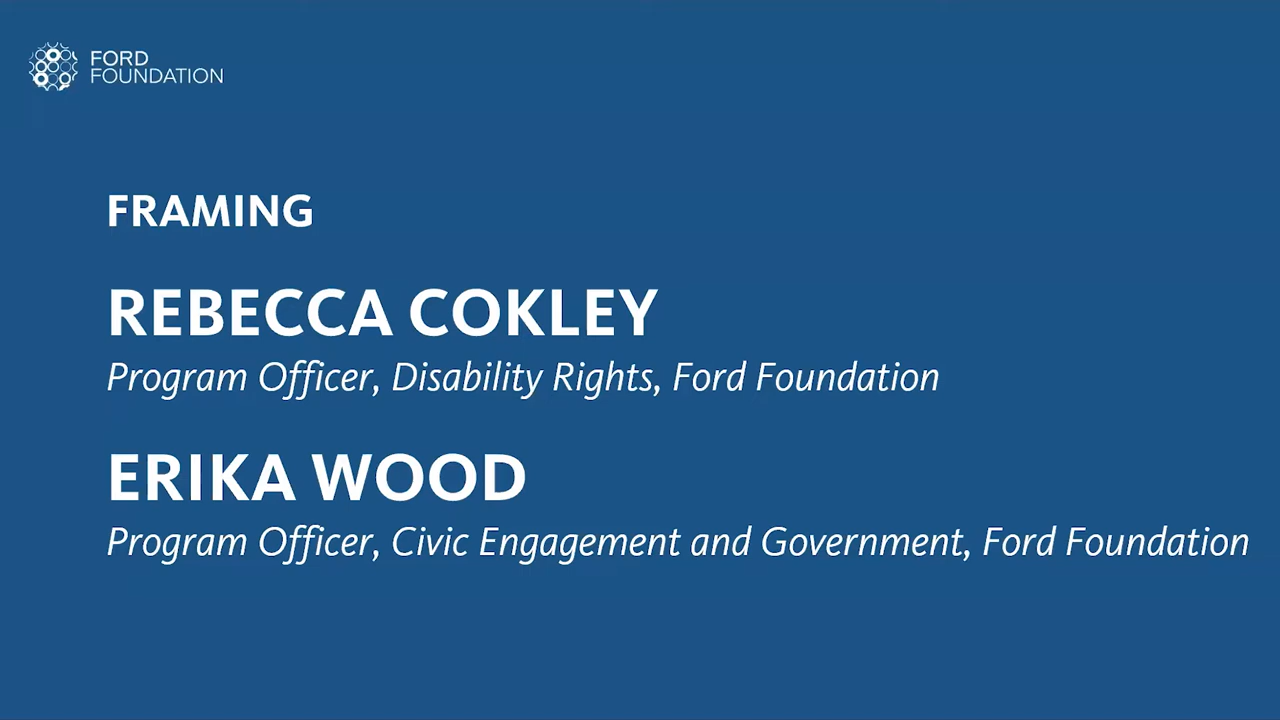 FORD
FOUNDATION
FRAMING
REBECCA COKLEY
Program Officer, Disability Rights, Ford Foundation
ERIKA WOOD
Program Officer, Civic Engagement and Government, Ford Foundation